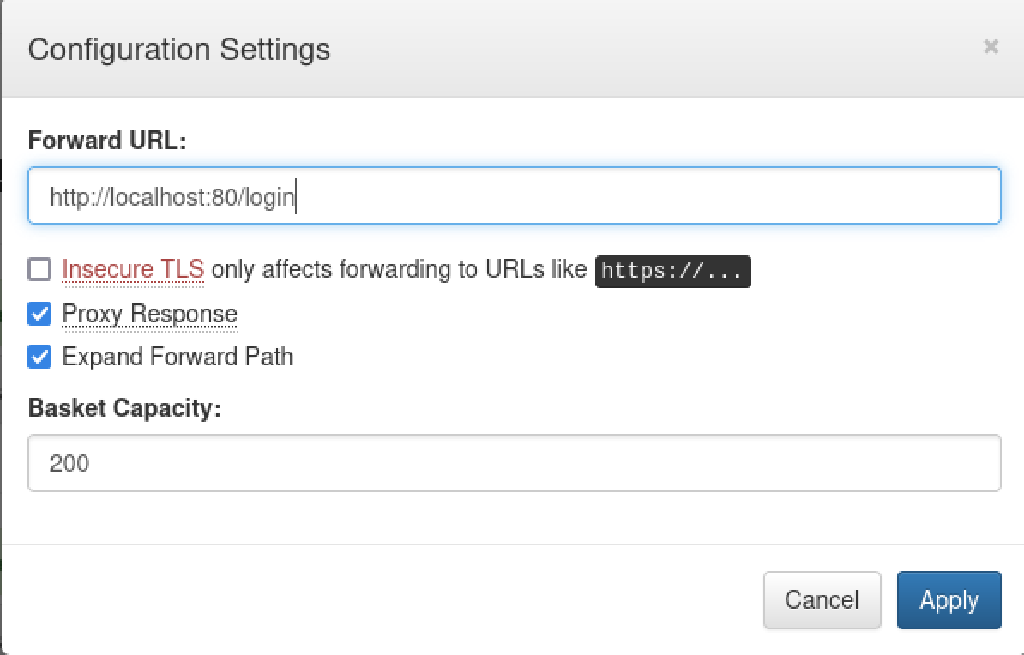 Configuration Settings ×
Forward URL:
http://localhost:80/login
Insecure TLS only affects forwarding to URLs like https://...
Proxy Response
Expand Forward Path
Basket Capacity:
200
Cancel Apply